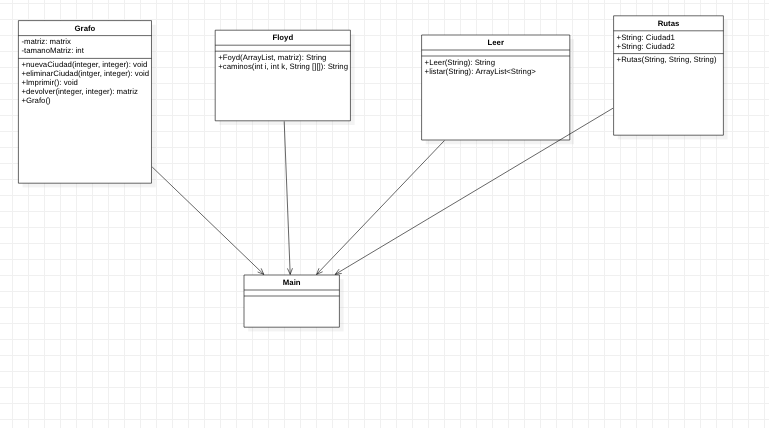 Grafo
-matriz: matrix
-tamanoMatriz: int
+nuevaCiudad(integer, integer): void
+eliminarCiudad(intger, integer): void
+Imprimir(): void
+devolver(integer, integer): matriz
+Grafo()
Floyd
+Foyd(ArrayList, matriz): String
+caminos(int i, int k, String [][]): String
Leer
+Leer(String): String
+listar(String): ArrayList<String>
Rutas
+String: Ciudad1
+String: Ciudad2
+Rutas(String, String, String)
Main